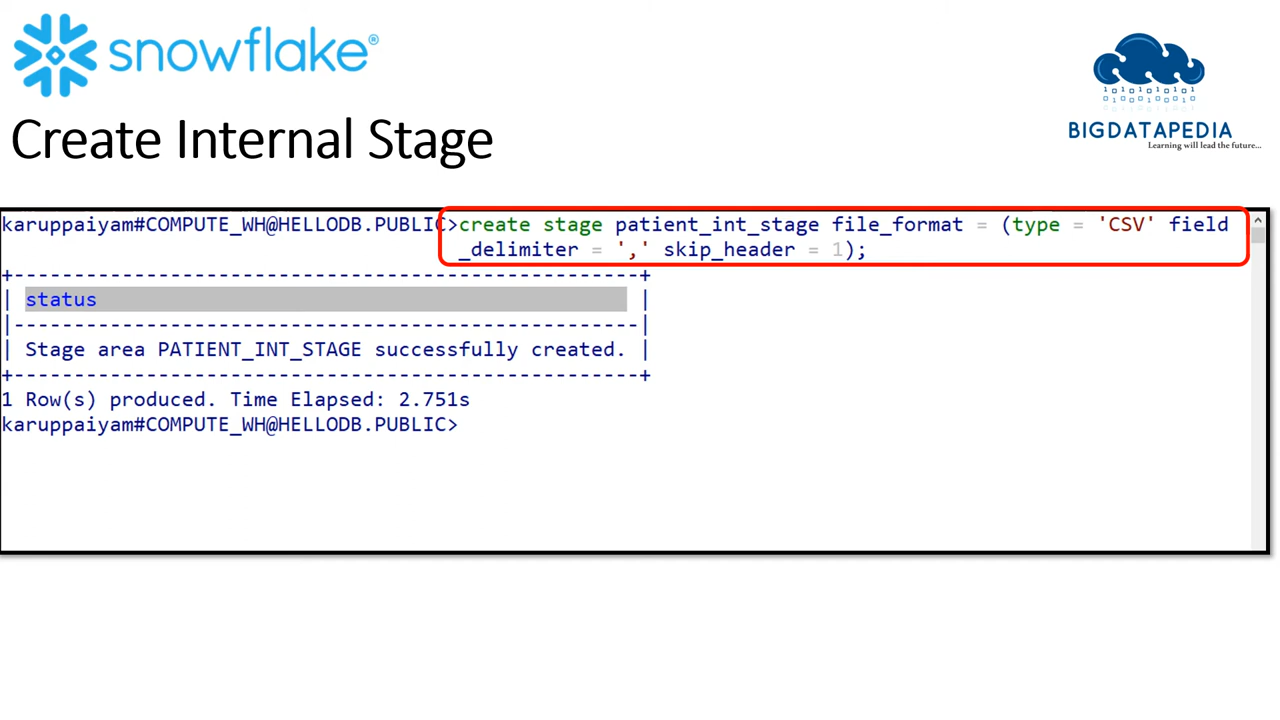 snowflake®
BIGDATAPEDIA
Learning will lead the future...
Create Internal Stage
karuppaiyam#COMPUTE_WH@HELLODB.PUBLIC>create stage patient_int_stage file_format = (type = 'CSV' field
_delimiter = ',' skip_header = 1);
+----------------------------------------------------+
| status |
|----------------------------------------------------|
| Stage area PATIENT_INT_STAGE successfully created. |
+----------------------------------------------------+
1 Row(s) produced. Time Elapsed: 2.751s
karuppaiyam#COMPUTE_WH@HELLODB.PUBLIC>